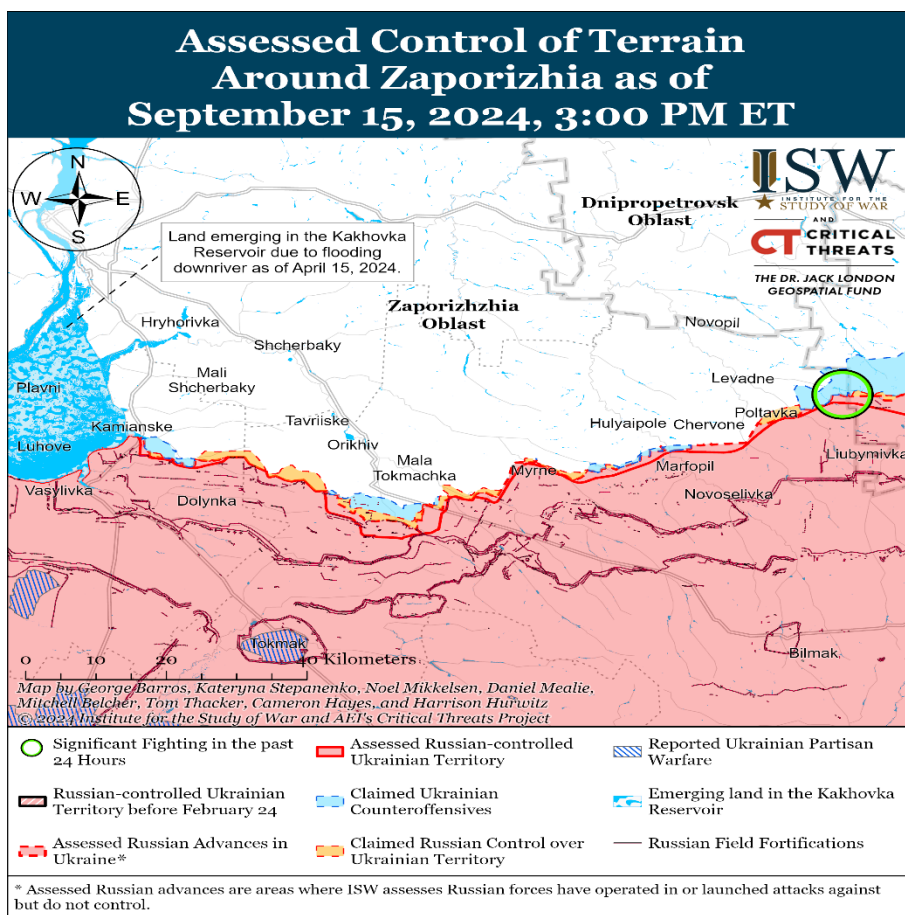 Assessed Control of Terrain
Around Zaporizhia as of
September 15, 2024, 3:00 PM ET
N
W
E
S
ISW
INSTITUTE FOR THE
STUDY OF WAR
AND
CT CRITICAL
THREATS
THE DR. JACK LONDON
GEOSPATIAL FUND
Dnipropetrovsk
Oblast
Land emerging in the Kakhovka
Reservoir due to flooding
downriver as of April 15, 2024.
Zaporizhzhia
Oblast
Hryhorivka
Novopil
Shcherbaky
Mali
Shcherbaky
Levadne
Plavni
Tavriiske
Poltavka
Kamianske
Hulyaipole
Chervone
Orikhiv
Luhove
Mala
Tokmachka
Myrne
Marfopil
Liubymivka
Vasylivka
Dolynka
Novoselivka
Tokmak
Bilmak
0
10
20
40 Kilometers
Map by George Barros, Kateryna Stepanenko, Noel Mikkelsen, Daniel Mealie,
Mitchell Belcher, Tom Thacker, Cameron Hayes, and Harrison Hurwitz
© 2024 Institute for the Study of War and AEI's Critical Threats Project
Significant Fighting in the past
24 Hours
Assessed Russian-controlled
Ukrainian Territory
Reported Ukrainian Partisan
Warfare
Russian-controlled Ukrainian
Territory before February 24
Claimed Ukrainian
Counteroffensives
Emerging land in the Kakhovka
Reservoir
Assessed Russian Advances in
Ukraine*
Claimed Russian Control over
Ukrainian Territory
Russian Field Fortifications
* Assessed Russian advances are areas where ISW assesses Russian forces have operated in or launched attacks against
but do not control.